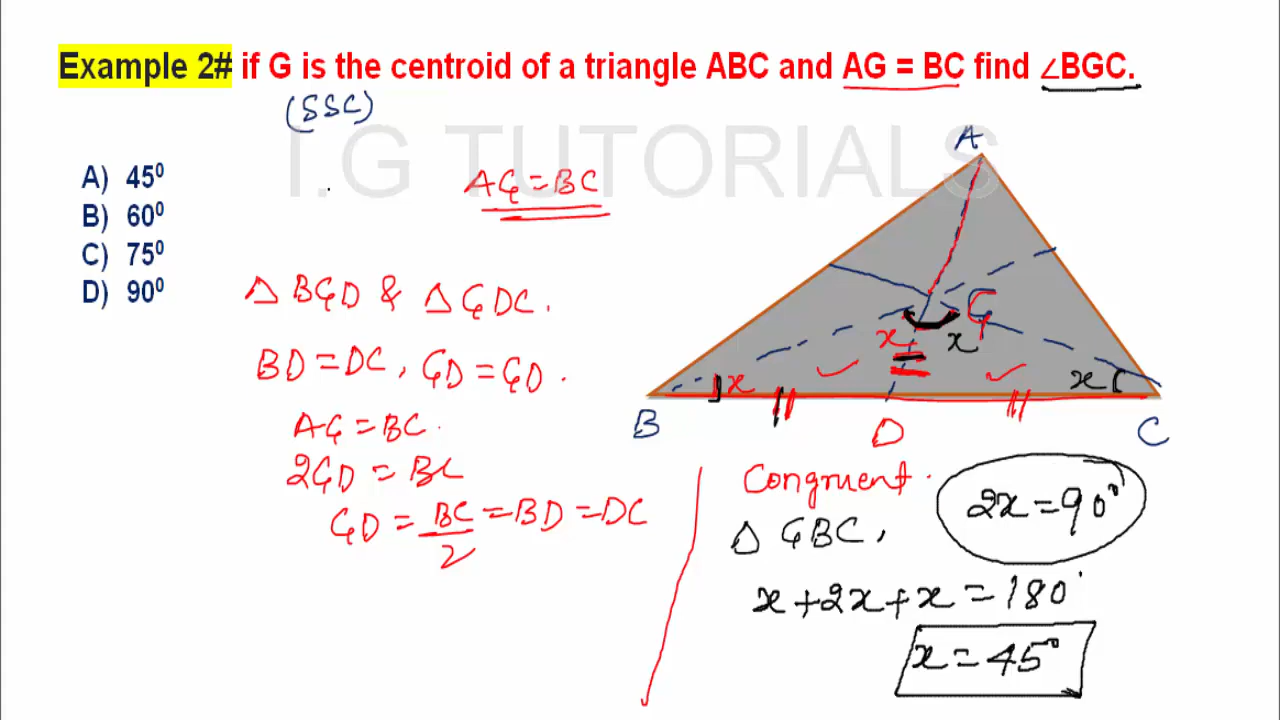 Example 2# if G is the centroid of a triangle ABC and AG = BC find ∠BGC.
(SSC)
I.G TUTORIALS
A) 45⁰
B) 60⁰
C) 75⁰
D) 90⁰
AG = BC
△ BGD & △ GDC.
BD = DC, GD = GD.
AG = BC.
2GD = BC
GD = BC/2 = BD = DC
A
G
x x
x x
B D C
Congruent.
2x = 90°
△ GBC,
x + 2x + x = 180°
x = 45°